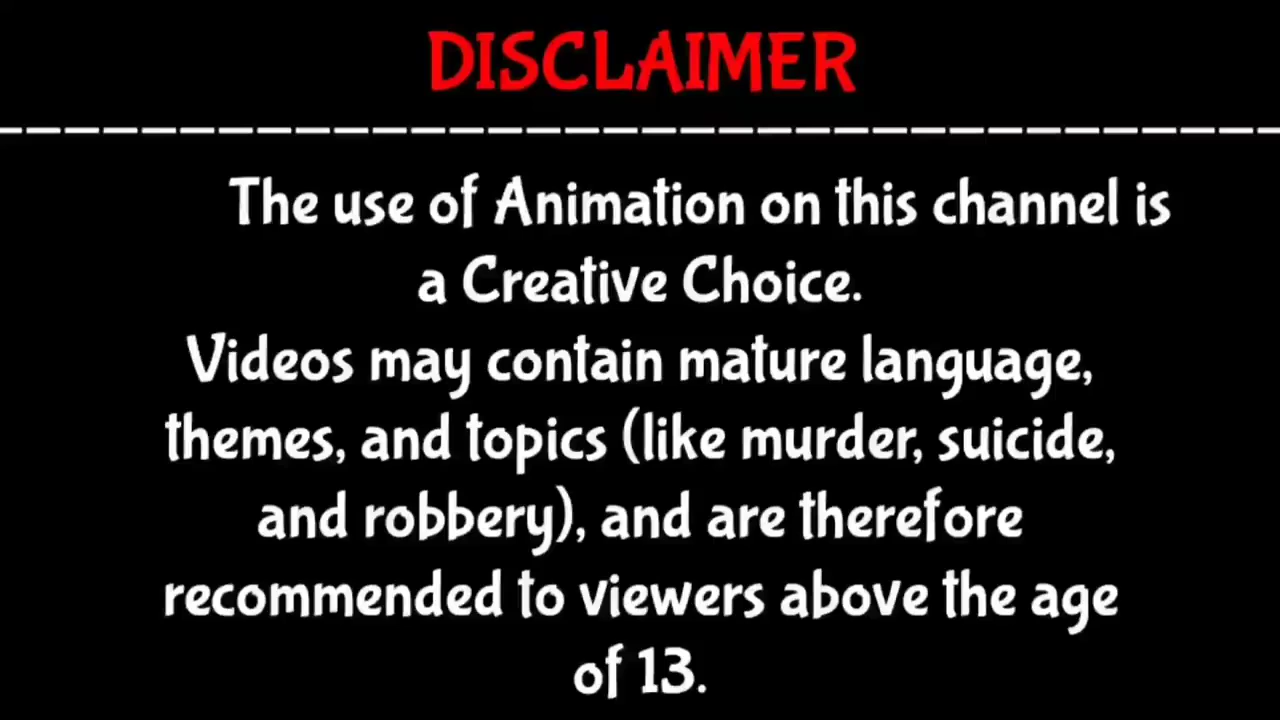 DISCLAIMER
The use of Animation on this channel is
a Creative Choice.
Videos may contain mature language,
themes, and topics (like murder, suicide,
and robbery), and are therefore
recommended to viewers above the age
of 13.